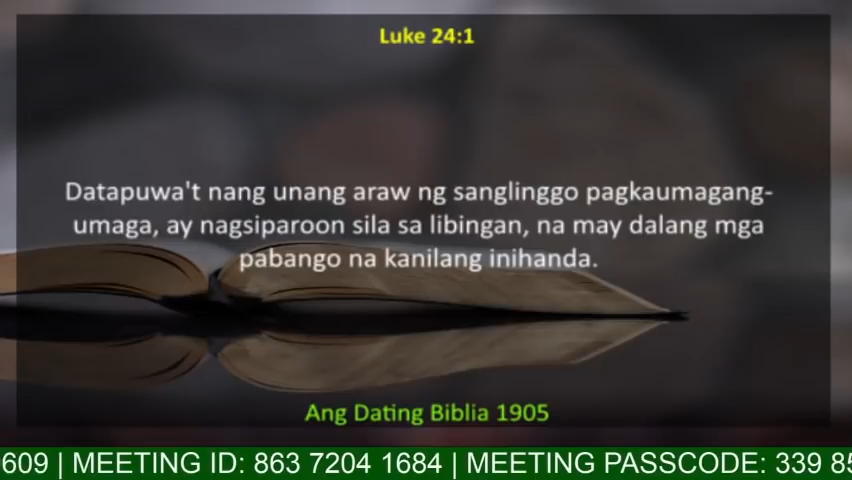 Luke 24:1
Datapuwa't nang unang araw ng sanglinggo pagkaumagang-
umaga, ay nagsiparoon sila sa libingan, na may dalang mga
pabango na kanilang inihanda.
Ang Dating Biblia 1905
609 | MEETING ID: 863 7204 1684 | MEETING PASSCODE: 339 85